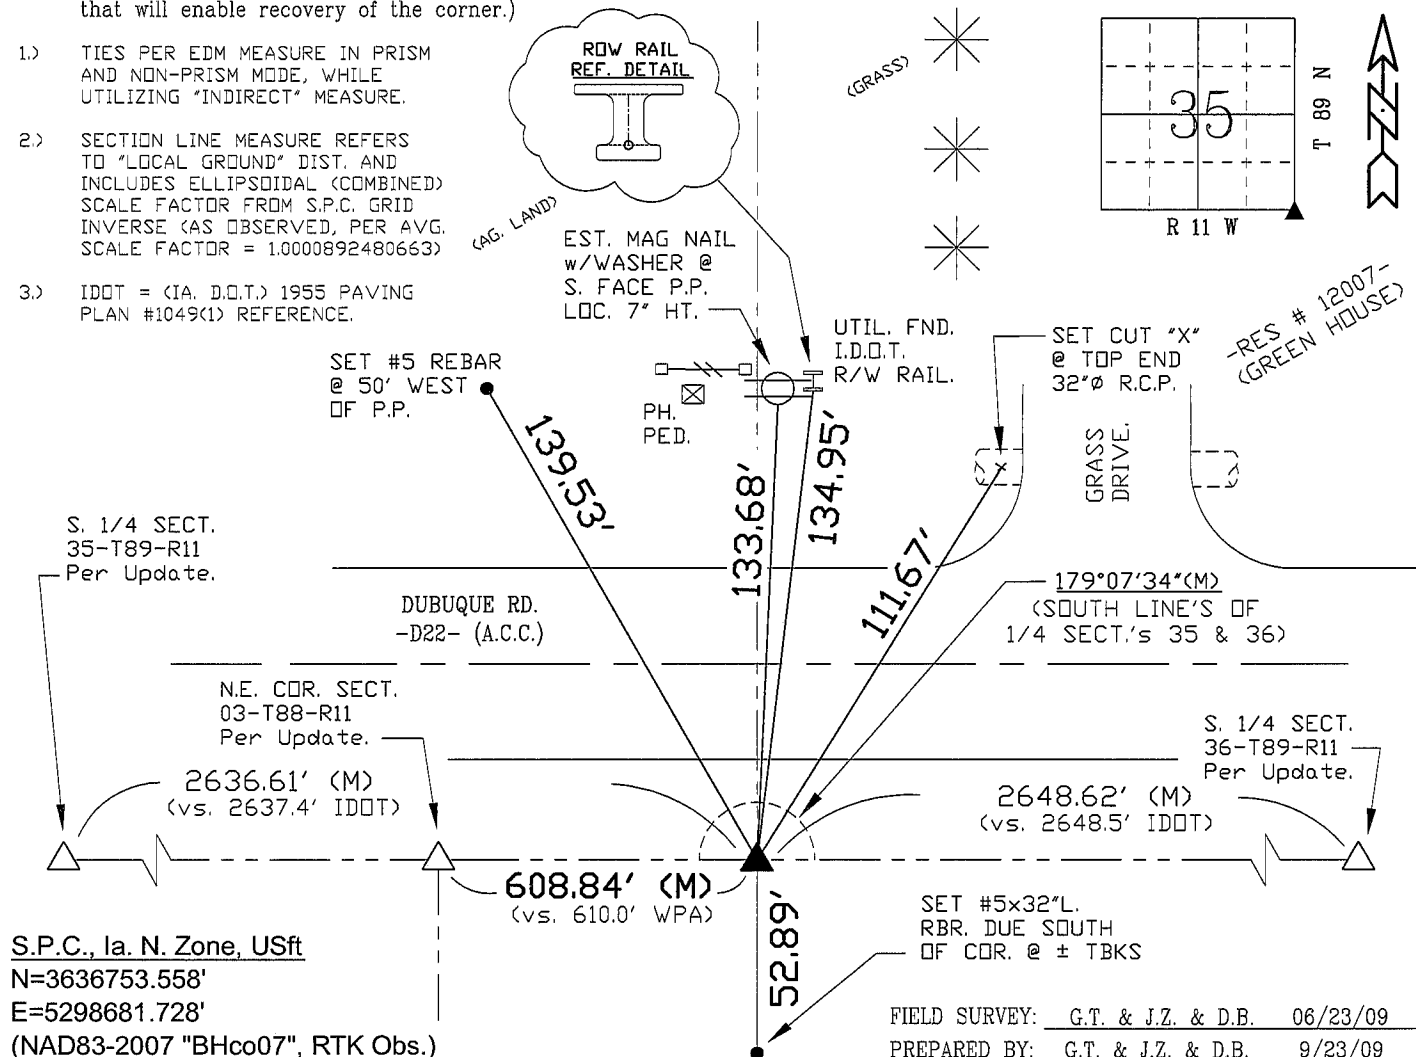 that will enable recovery of the corner.)
1.) TIES PER EDM MEASURE IN PRISM
AND NON-PRISM MODE, WHILE
UTILIZING "INDIRECT" MEASURE.
2.) SECTION LINE MEASURE REFERS
TO "LOCAL GROUND" DIST. AND
INCLUDES ELLIPSOIDAL (COMBINED)
SCALE FACTOR FROM S.P.C. GRID
INVERSE (AS OBSERVED, PER AVG.
SCALE FACTOR = 1.0000892480663)
3.) IDOT = (IA. D.O.T.) 1955 PAVING
PLAN #1049(1) REFERENCE.
ROW RAIL
REF. DETAIL
(GRASS)
(AG. LAND)
35
T 89 N
R 11 W
N
EST. MAG NAIL
w/WASHER @
S. FACE P.P.
LOC. 7" HT.
UTIL. FND.
I.D.O.T.
R/W RAIL.
SET CUT "X"
@ TOP END
32"Ø R.C.P.
-RES # 12007-
(GREEN HOUSE)
SET #5 REBAR
@ 50' WEST
OF P.P.
PH.
PED.
GRASS
DRIVE.
139.53'
133.68'
134.95'
111.67'
S. 1/4 SECT.
35-T89-R11
Per Update.
DUBUQUE RD.
-D22- (A.C.C.)
179°07'34"(M)
(SOUTH LINE'S OF
1/4 SECT.'s 35 & 36)
N.E. COR. SECT.
03-T88-R11
Per Update.
S. 1/4 SECT.
36-T89-R11
Per Update.
2636.61' (M)
(vs. 2637.4' IDOT)
2648.62' (M)
(vs. 2648.5' IDOT)
608.84' (M)
(vs. 610.0' WPA)
52.89'
SET #5x32"L.
RBR. DUE SOUTH
OF COR. @ ± TBKS
S.P.C., Ia. N. Zone, USft
N=3636753.558'
E=5298681.728'
(NAD83-2007 "BHco07", RTK Obs.)
FIELD SURVEY: G.T. & J.Z. & D.B. 06/23/09
PREPARED BY: G.T. & J.Z. & D.B. 9/23/09